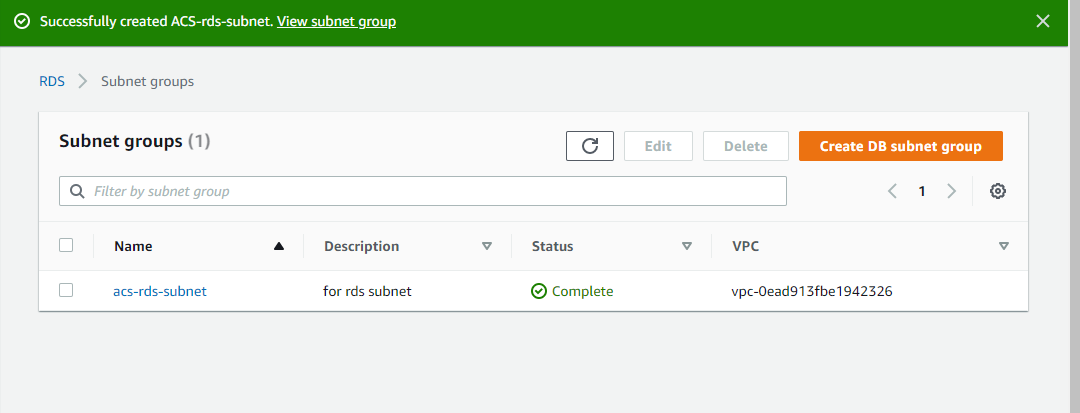 Successfully created ACS-rds-subnet. View subnet group
RDS Subnet groups
Subnet groups (1)
Edit Delete Create DB subnet group
Filter by subnet group
1
Name Description Status VPC
acs-rds-subnet for rds subnet Complete vpc-0ead913fbe1942326